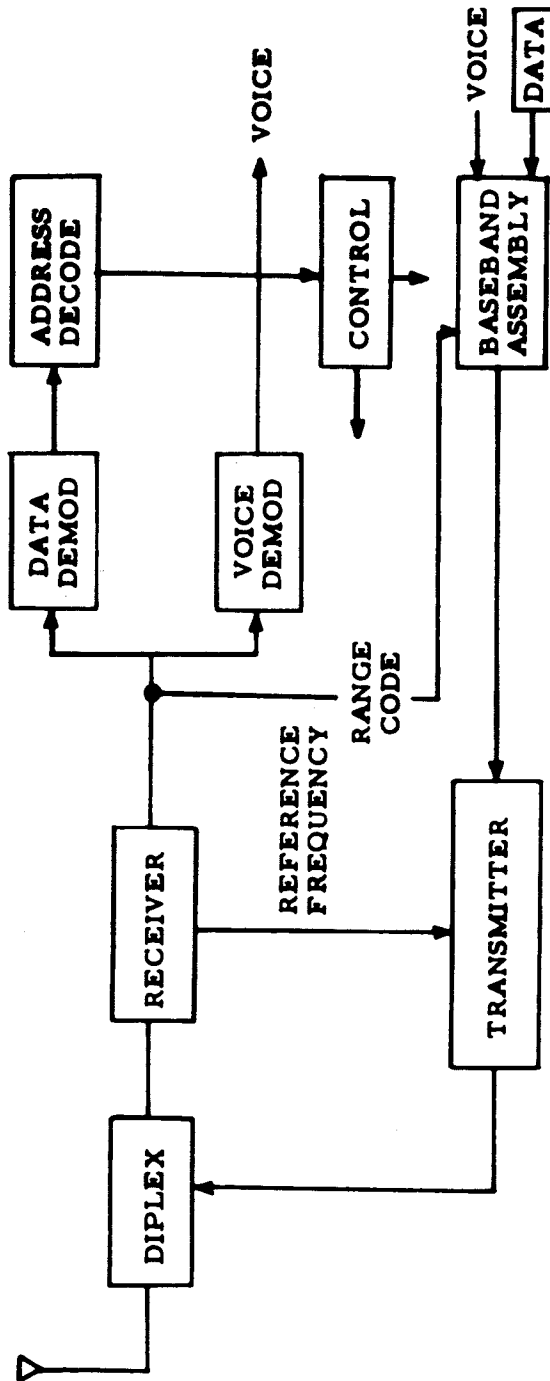 DIPLEX
RECEIVER
DATA
DEMOD
ADDRESS
DECODE
VOICE
DEMOD
VOICE
CONTROL
REFERENCE
FREQUENCY
RANGE
CODE
TRANSMITTER
BASEBAND
ASSEMBLY
VOICE
DATA